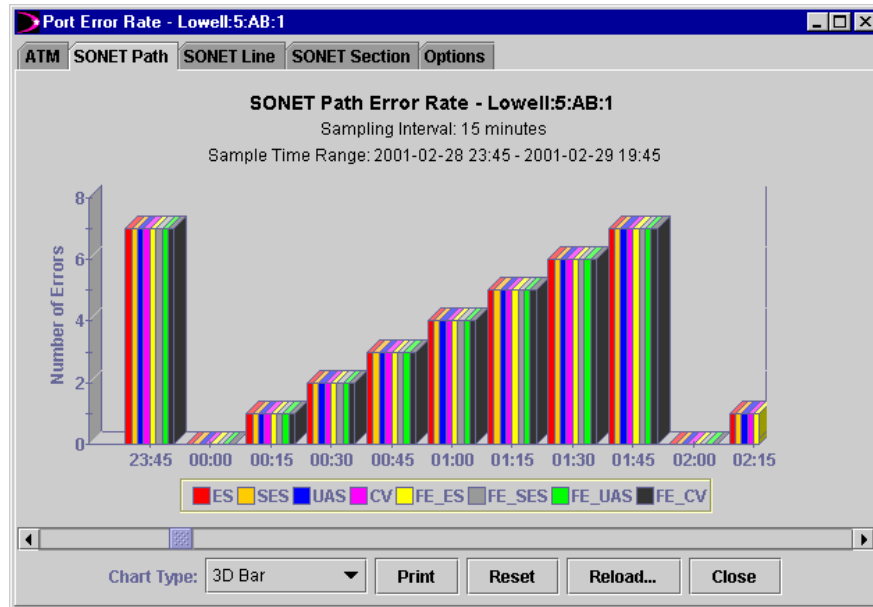 Port Error Rate - Lowell:5:AB:1
ATM SONET Path SONET Line SONET Section Options
SONET Path Error Rate - Lowell:5:AB:1
Sampling Interval: 15 minutes
Sample Time Range: 2001-02-28 23:45 - 2001-02-29 19:45
Number of Errors
8
6
4
2
0
23:45 00:00 00:15 00:30 00:45 01:00 01:15 01:30 01:45 02:00 02:15
ES SES UAS CV FE_ES FE_SES FE_UAS FE_CV
Chart Type: 3D Bar Print Reset Reload... Close